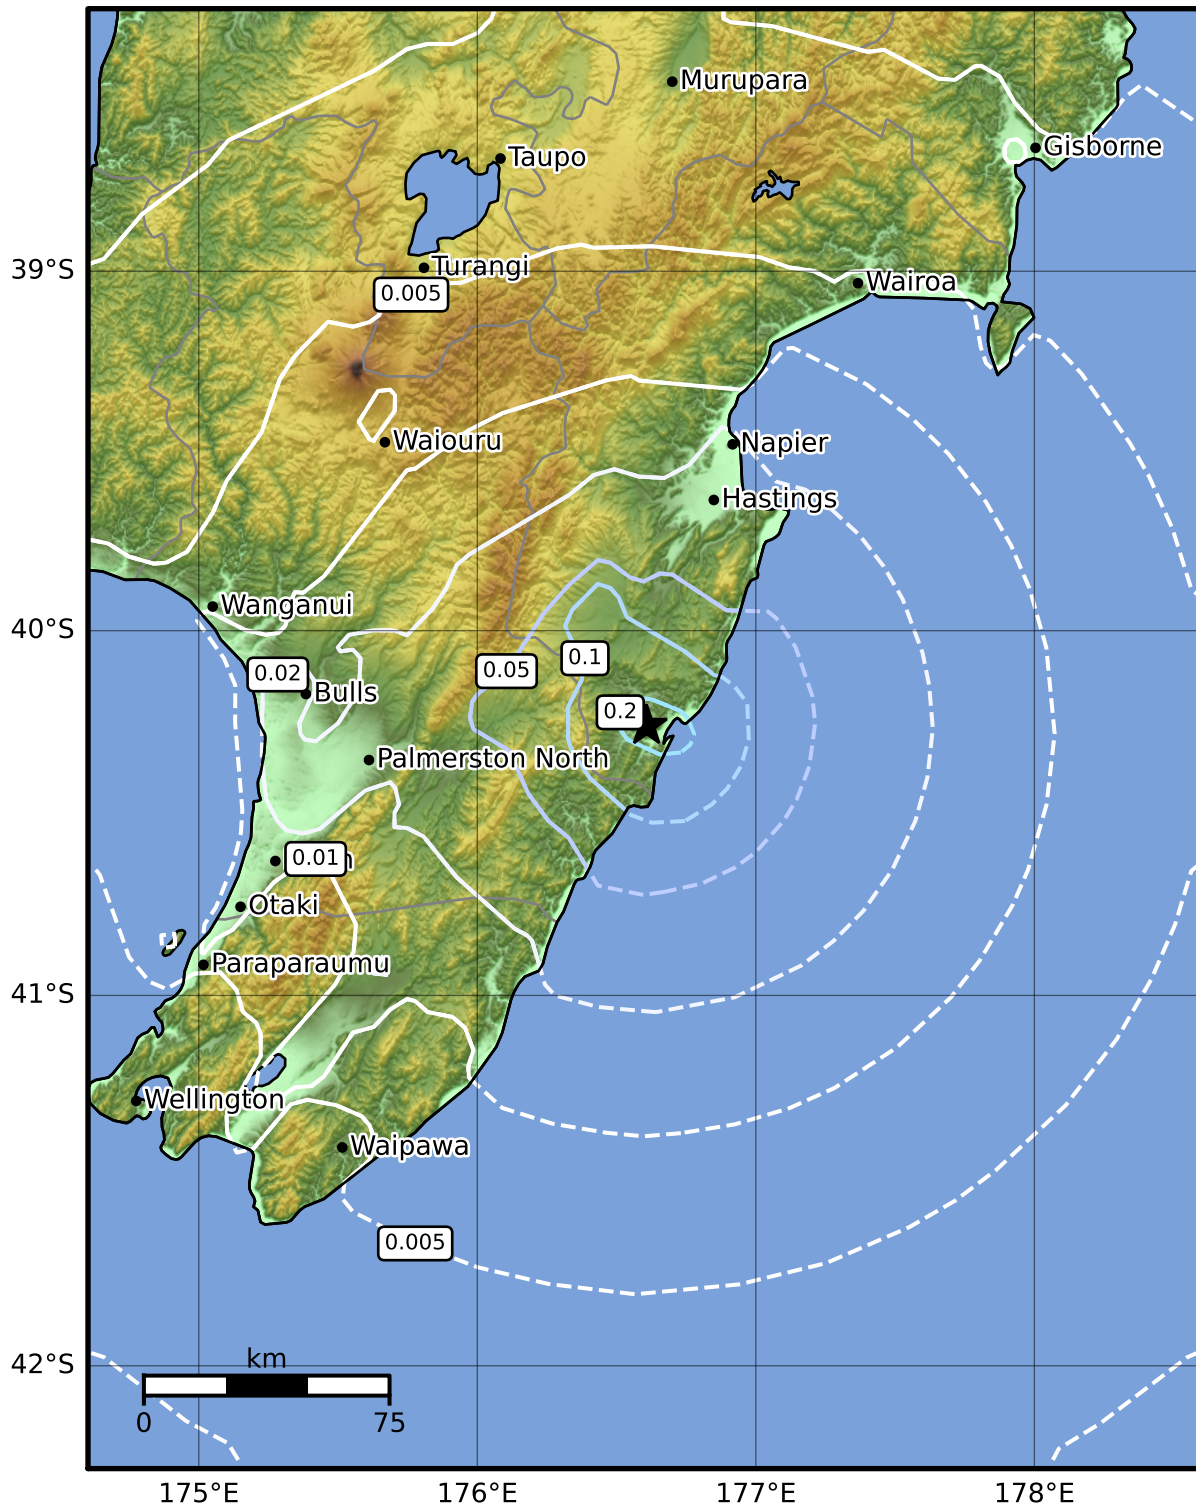 Murupara
Gisborne
Taupo
Turangi
39°S
Wairoa
0.005
Waiouru
Napier
Hastings
Wanganui
40°S
0.1
0.05
0.02
Bulls
0.2
Palmerston North
0.01
Otaki
Paraparaumu
41°S
Wellington
Waipawa
0.005
42°S
km
0
75
175°E
176°E
177°E
178°E